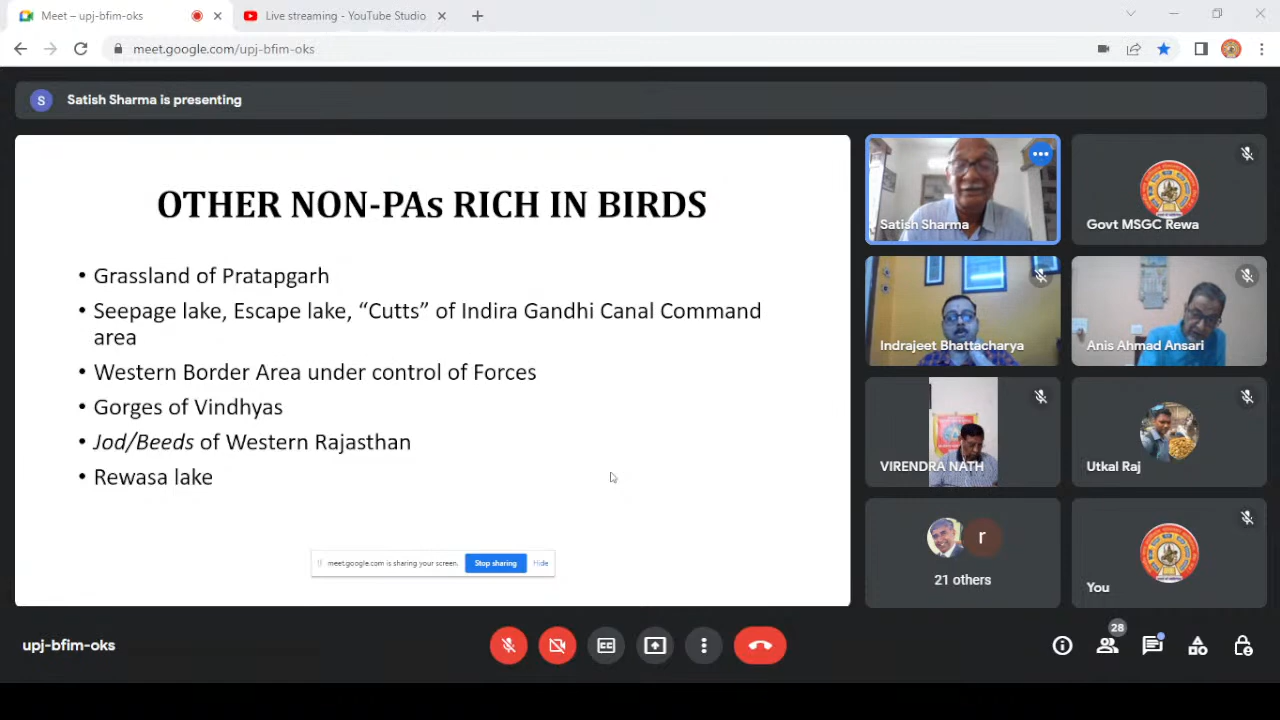 Meet – upj-bfim-oks
Live streaming - YouTube Studio
meet.google.com/upj-bfim-oks
S
Satish Sharma is presenting
OTHER NON-PAs RICH IN BIRDS
• Grassland of Pratapgarh
• Seepage lake, Escape lake, “Cutts” of Indira Gandhi Canal Command
area
• Western Border Area under control of Forces
• Gorges of Vindhyas
• Jod/Beeds of Western Rajasthan
• Rewasa lake
meet.google.com is sharing your screen.
Stop sharing
Hide
Satish Sharma
Govt MSGC Rewa
Indrajeet Bhattacharya
Anis Ahmad Ansari
VIRENDRA NATH
Utkal Raj
r
21 others
You
upj-bfim-oks
CC
28